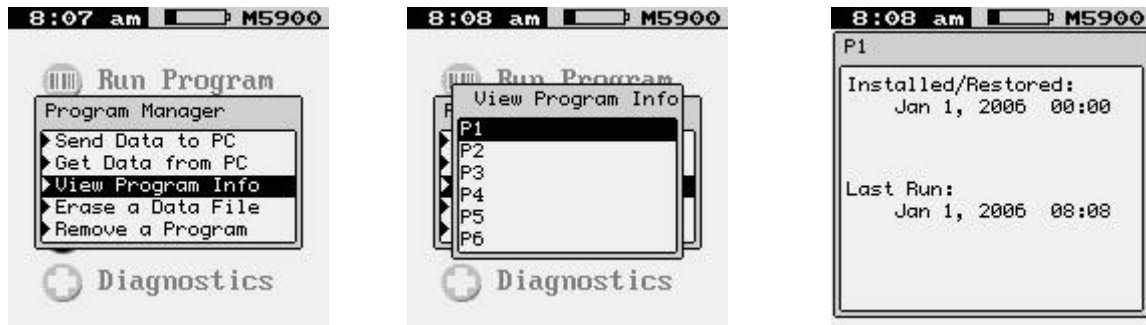 8:07 am M5900
Run Program
Program Manager
Send Data to PC
Get Data from PC
View Program Info
Erase a Data File
Remove a Program
Diagnostics
8:08 am M5900
Run Program
View Program Info
P1
P2
P3
P4
P5
P6
Diagnostics
8:08 am M5900
P1
Installed/Restored:
Jan 1, 2006 00:00
Last Run:
Jan 1, 2006 08:08